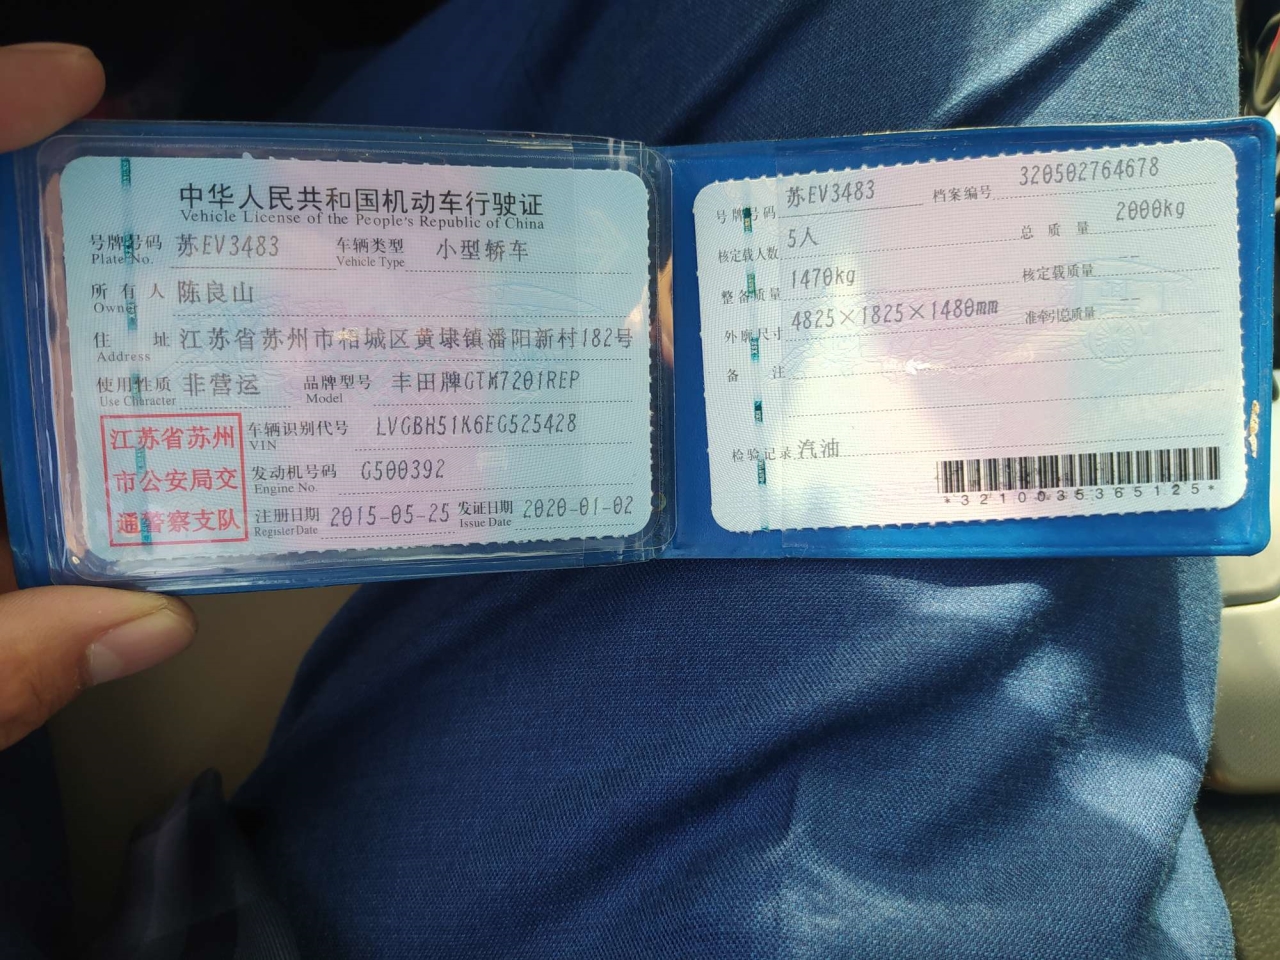 中华人民共和国机动车行驶证
Vehicle License of the People's Republic of China
号牌号码 苏EV3483 车辆类型 小型轿车
Plate No. Vehicle Type
所有人 陈良山
Owner
住址 江苏省苏州市相城区黄埭镇潘阳新村182号
Address
使用性质 非营运 品牌型号 丰田牌GTM7201REP
Use Character Model
江苏省苏州
市公安局交
通警察支队
车辆识别代号 LVGBH51K6EG525428
VIN
发动机号码 G500392
Engine No.
注册日期 2015-05-25 发证日期 2020-01-02
Register Date Issue Date
号牌号码 苏EV3483 档案编号 320502764678
核定载人数 5人 总质量 2000kg
整备质量 1470kg 核定载质量 --
外廓尺寸 4825×1825×1480mm 准牵引总质量 --
备注
检验记录 汽油
*3210035365125*